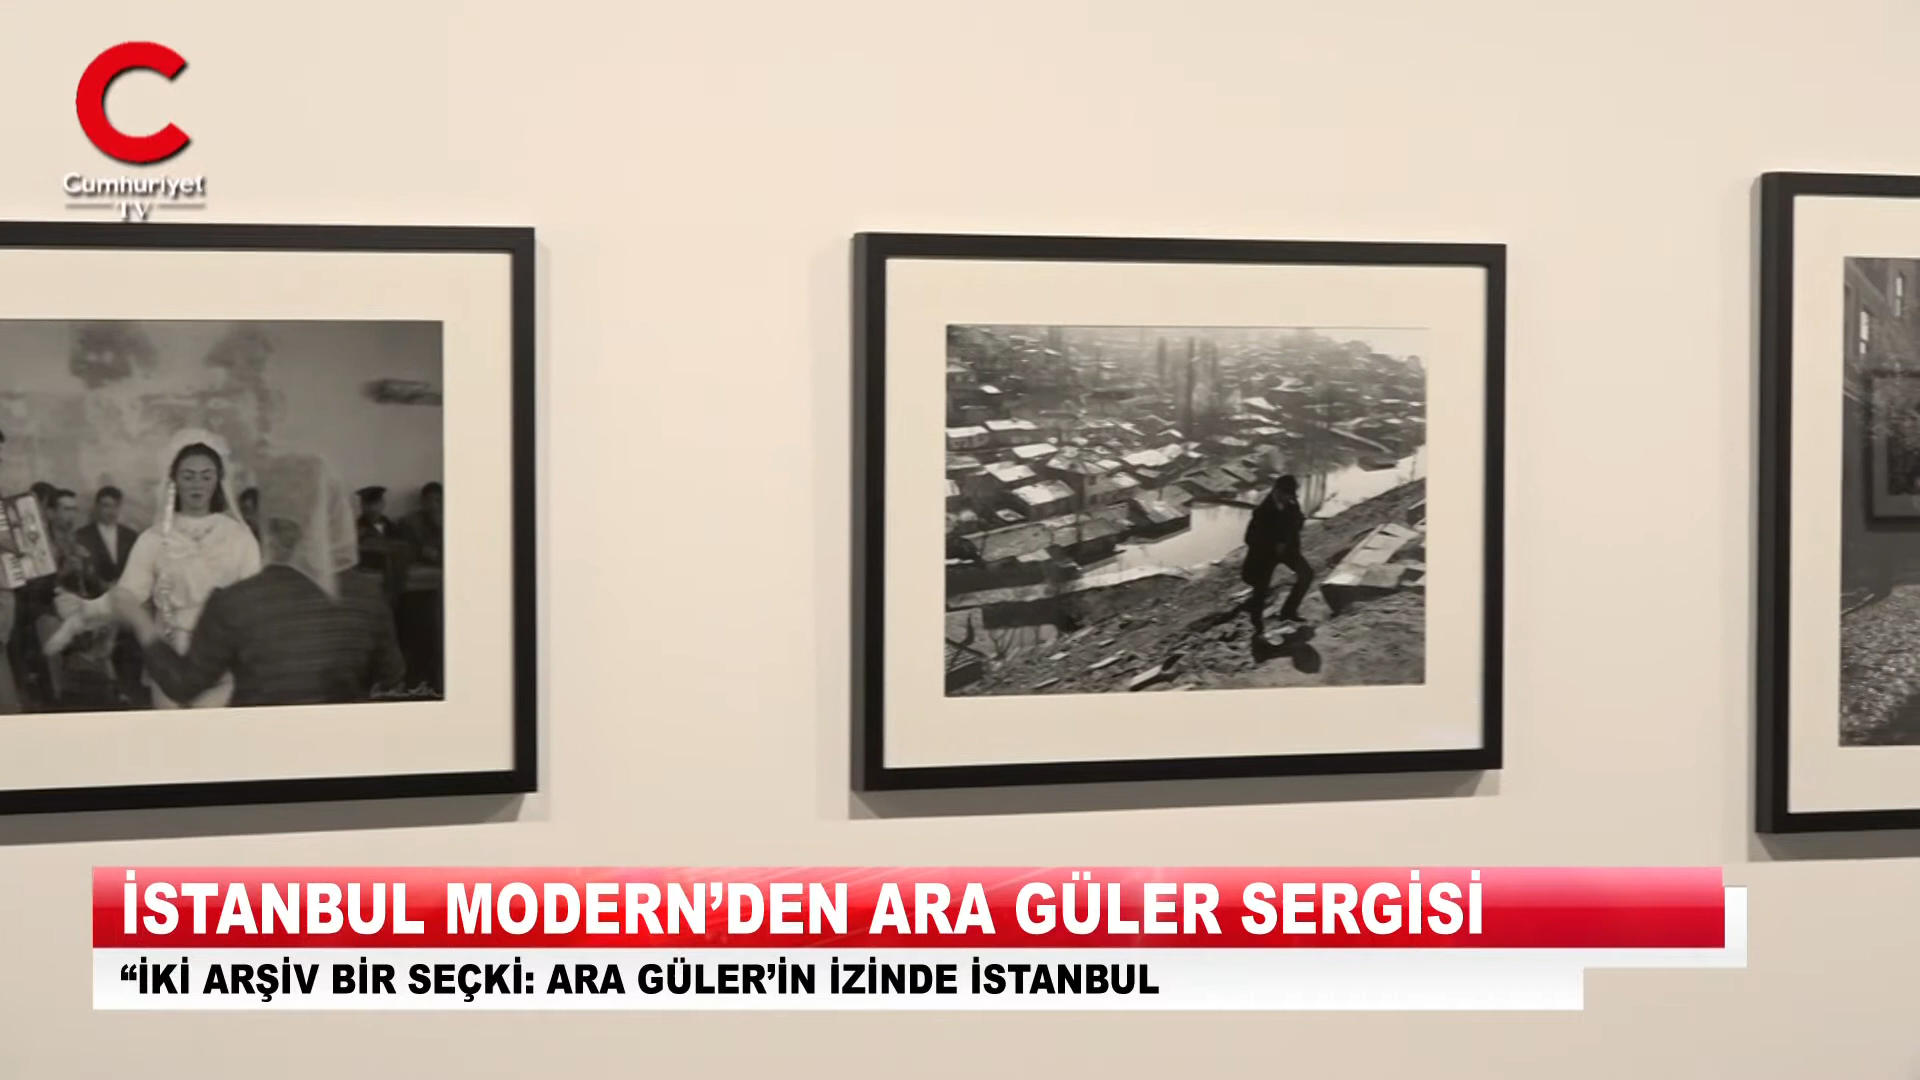 Cumhuriyet
TV
İSTANBUL MODERN’DEN ARA GÜLER SERGİSİ
“İKİ ARŞİV BİR SEÇKİ: ARA GÜLER’İN İZİNDE İSTANBUL